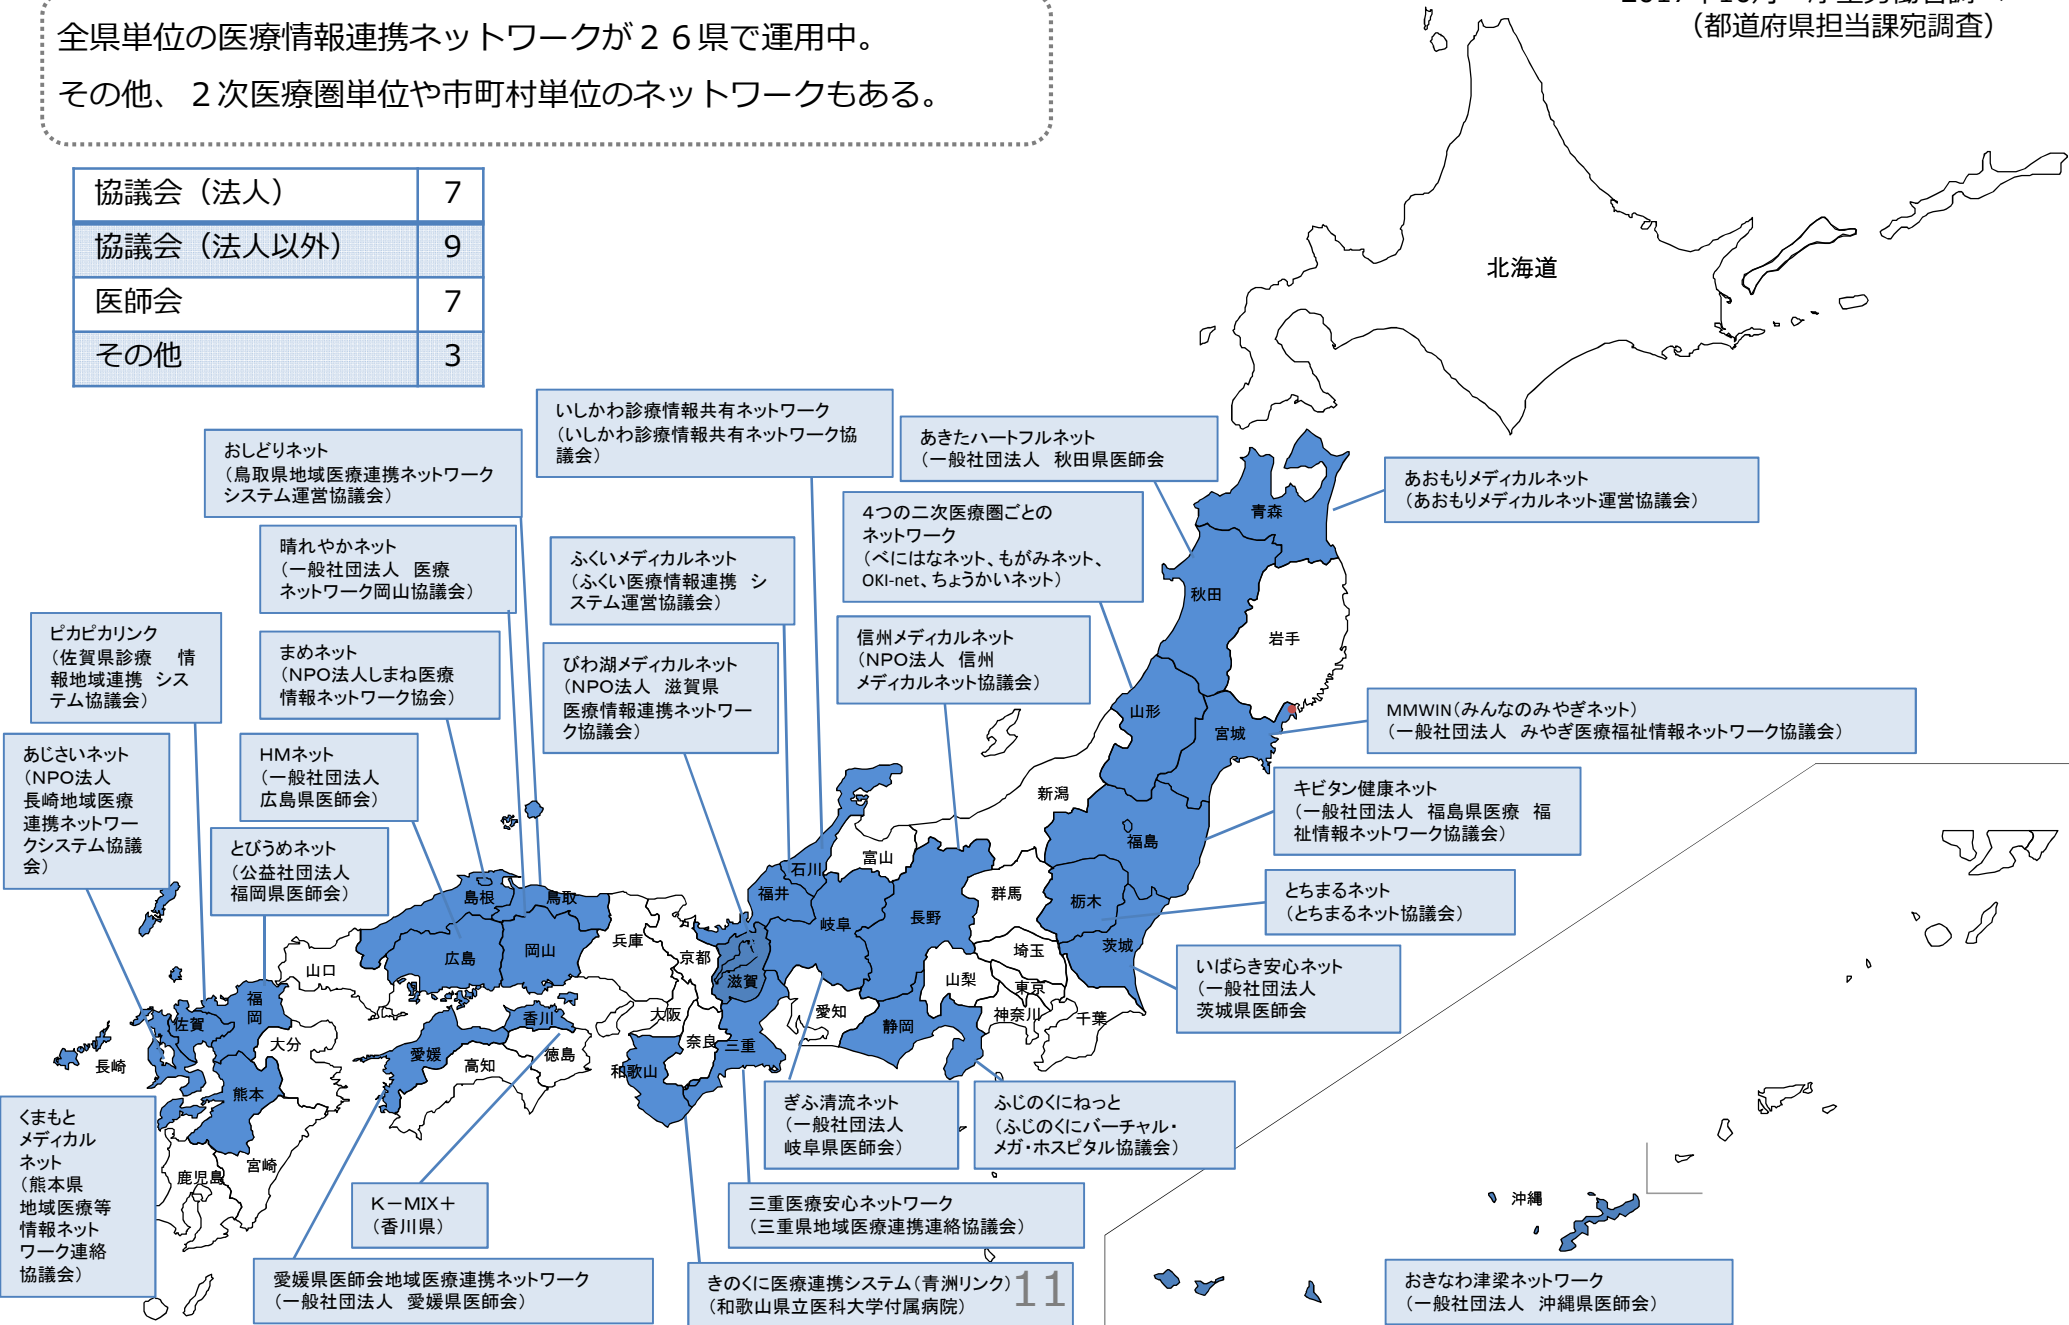 （都道府県担当課宛調査）
全県単位の医療情報連携ネットワークが２６県で運用中。
その他、２次医療圏単位や市町村単位のネットワークもある。
協議会（法人） 7
協議会（法人以外） 9
医師会 7
その他 3
いしかわ診療情報共有ネットワーク
（いしかわ診療情報共有ネットワーク協
議会）
おしどりネット
（鳥取県地域医療連携ネットワーク
システム運営協議会）
あきたハートフルネット
（一般社団法人　秋田県医師会
あおもりメディカルネット
（あおもりメディカルネット運営協議会）
4つの二次医療圏ごとの
ネットワーク
（べにはなネット、もがみネット、
OKI-net、ちょうかいネット）
晴れやかネット
（一般社団法人　医療
ネットワーク岡山協議会）
ふくいメディカルネット
（ふくい医療情報連携　シ
ステム運営協議会）
ピカピカリンク
（佐賀県診療　情
報地域連携　シス
テム協議会）
まめネット
（NPO法人しまね医療
情報ネットワーク協会）
びわ湖メディカルネット
（NPO法人　滋賀県
医療情報連携ネットワー
ク協議会）
信州メディカルネット
（NPO法人　信州
メディカルネット協議会）
MMWIN（みんなのみやぎネット）
（一般社団法人　みやぎ医療福祉情報ネットワーク協議会）
あじさいネット
（NPO法人
長崎地域医療
連携ネットワー
クシステム協議
会）
HMネット
（一般社団法人
広島県医師会）
キビタン健康ネット
（一般社団法人　福島県医療　福
祉情報ネットワーク協議会）
とびうめネット
（公益社団法人
福岡県医師会）
とちまるネット
（とちまるネット協議会）
いばらき安心ネット
（一般社団法人
茨城県医師会
ぎふ清流ネット
（一般社団法人
岐阜県医師会）
ふじのくにねっと
（ふじのくにバーチャル・
メガ・ホスピタル協議会）
くまもと
メディカル
ネット
（熊本県
地域医療等
情報ネット
ワーク連絡
協議会）
K－MIX＋
（香川県）
三重医療安心ネットワーク
（三重県地域医療連携連絡協議会）
愛媛県医師会地域医療連携ネットワーク
（一般社団法人　愛媛県医師会）
きのくに医療連携システム（青洲リンク）
（和歌山県立医科大学付属病院）
おきなわ津梁ネットワーク
（一般社団法人　沖縄県医師会）
11
北海道
青森
秋田
岩手
山形
宮城
新潟
福島
富山
石川
福井
群馬
栃木
長野
岐阜
茨城
埼玉
山梨
東京
神奈川
千葉
愛知
静岡
滋賀
京都
兵庫
大阪
奈良
三重
和歌山
鳥取
島根
岡山
広島
山口
香川
徳島
愛媛
高知
福
岡
佐賀
長崎
大分
熊本
宮崎
鹿児島
沖縄